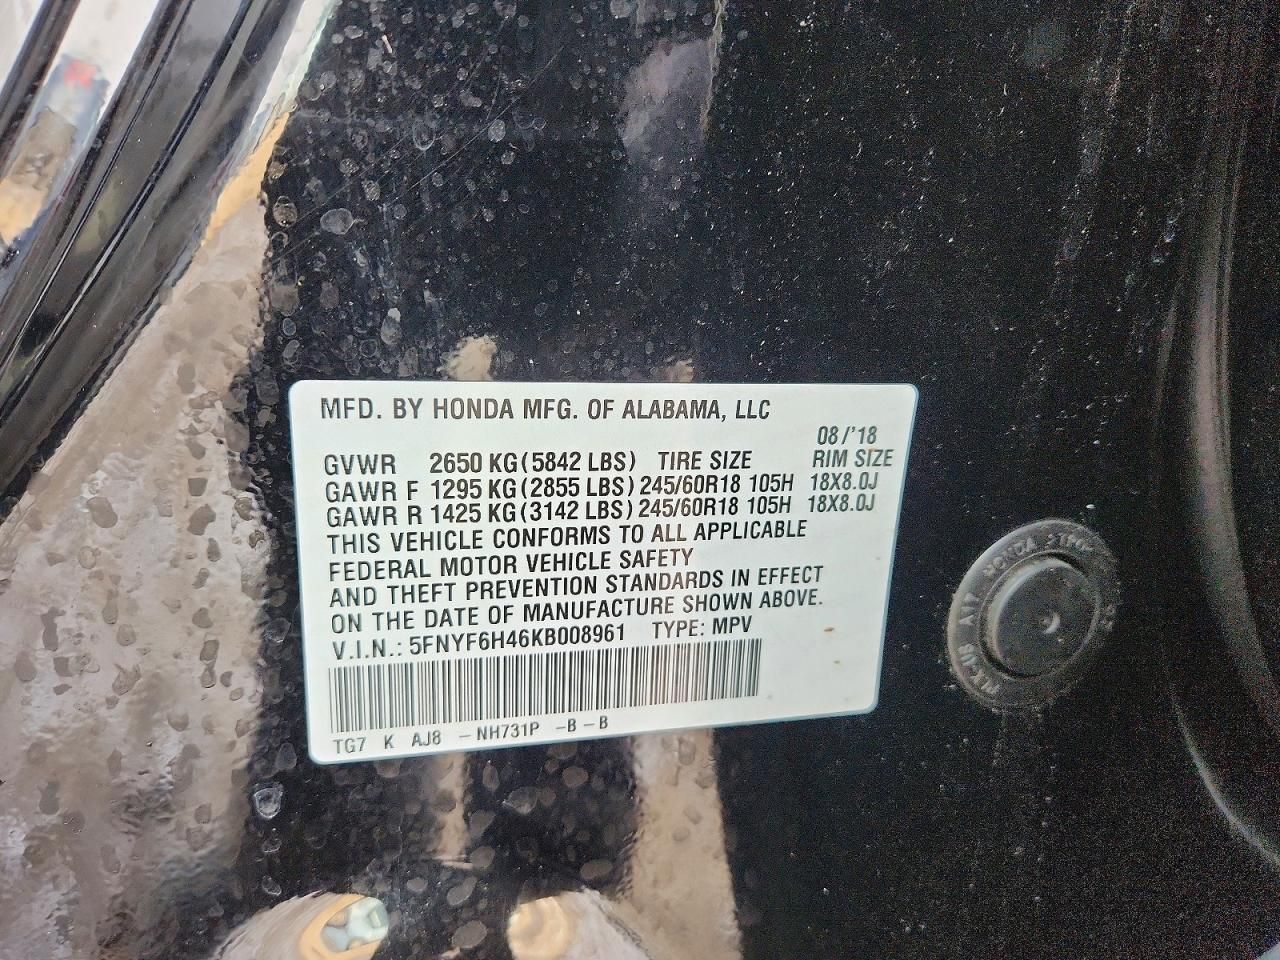 MFD. BY HONDA MFG. OF ALABAMA, LLC
08/'18
GVWR 2650 KG(5842 LBS) TIRE SIZE RIM SIZE
GAWR F 1295 KG(2855 LBS)245/60R18 105H 18X8.0J
GAWR R 1425 KG(3142 LBS)245/60R18 105H 18X8.0J
THIS VEHICLE CONFORMS TO ALL APPLICABLE
FEDERAL MOTOR VEHICLE SAFETY
AND THEFT PREVENTION STANDARDS IN EFFECT
ON THE DATE OF MANUFACTURE SHOWN ABOVE.
V.I.N.: 5FNYF6H46KB008961 TYPE: MPV
TG7 K AJ8 -NH731P -B-B
HONDA